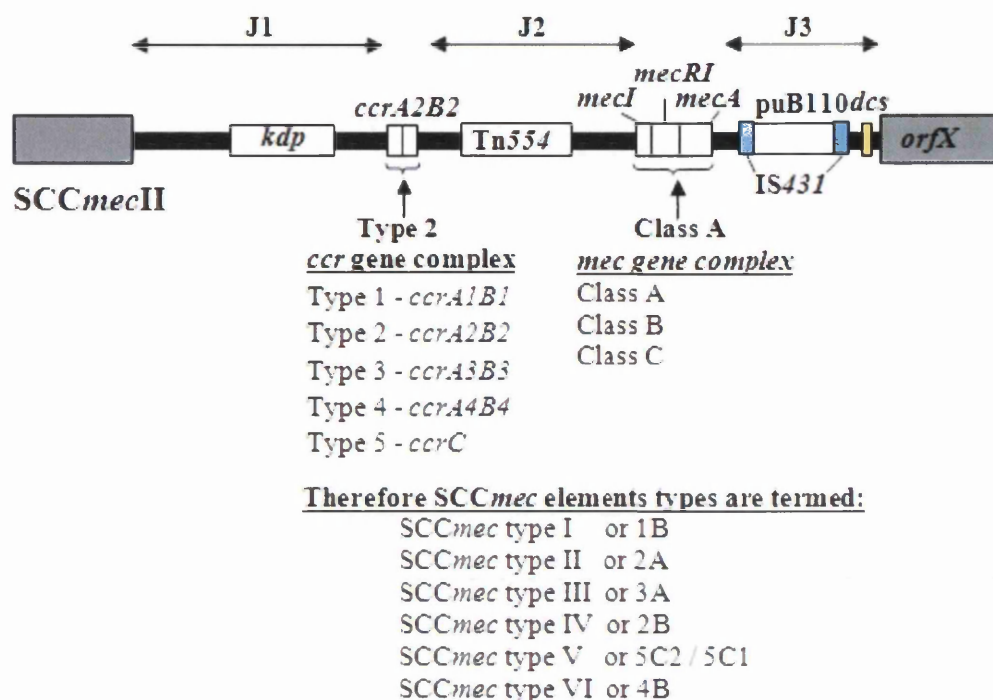 J1 J2 J3
mecRI
ccrA2B2 mecI mecA puB110dcs
kdp Tn554 orfX
SCCmecII IS431
Type 2 Class A
ccr gene complex mec gene complex
Type 1 - ccrA1B1 Class A
Type 2 - ccrA2B2 Class B
Type 3 - ccrA3B3 Class C
Type 4 - ccrA4B4
Type 5 - ccrC
Therefore SCCmec elements types are termed:
SCCmec type I or 1B
SCCmec type II or 2A
SCCmec type III or 3A
SCCmec type IV or 2B
SCCmec type V or 5C2 / 5C1
SCCmec type VI or 4B